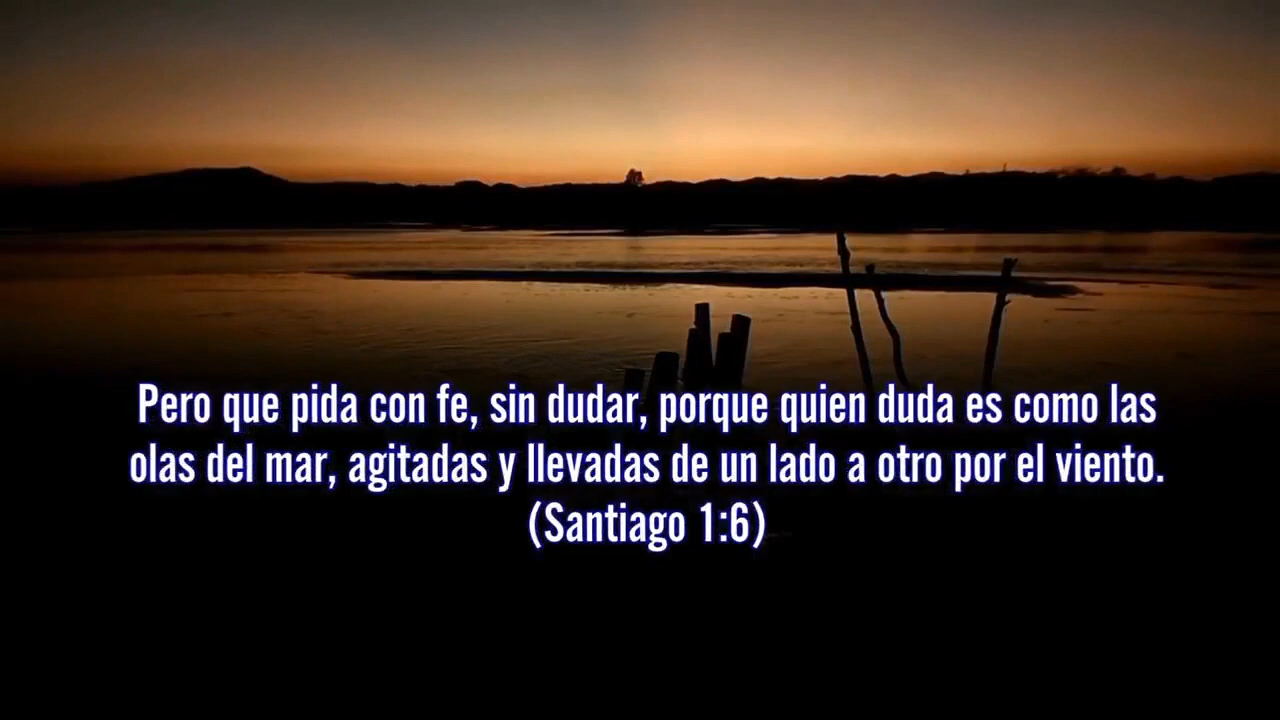 Pero que pida con fe, sin dudar, porque quien duda es como las
olas del mar, agitadas y llevadas de un lado a otro por el viento.
(Santiago 1:6)